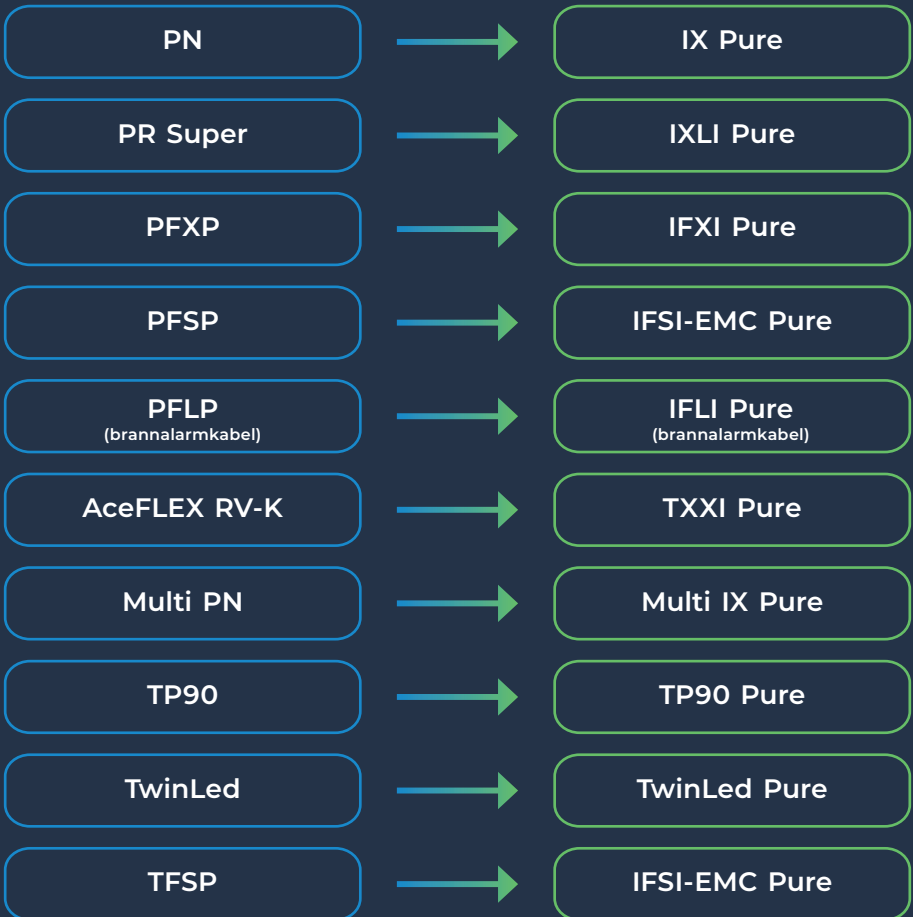 PN
IX Pure
PR Super
IXLI Pure
PFXP
IFXI Pure
PFSP
IFSI-EMC Pure
PFLP
(brannalarmkabel)
IFLI Pure
(brannalarmkabel)
AceFLEX RV-K
TXXI Pure
Multi PN
Multi IX Pure
TP90
TP90 Pure
TwinLed
TwinLed Pure
TFSP
IFSI-EMC Pure